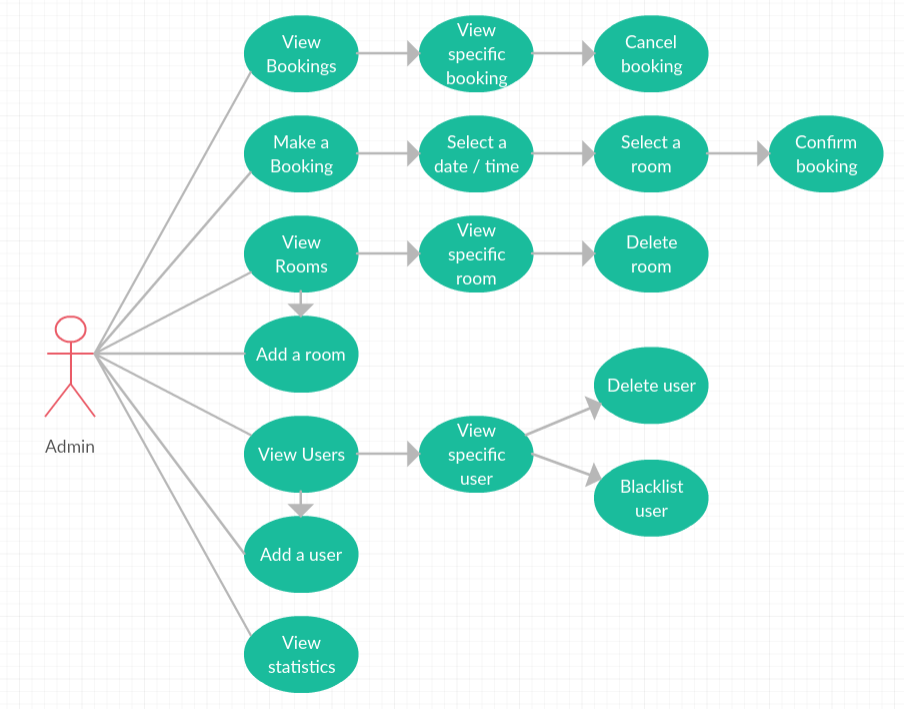 View
Bookings
View
specific
booking
Cancel
booking
Make a
Booking
Select a
date / time
Select a
room
Confirm
booking
View
Rooms
View
specific
room
Delete
room
Add a room
Admin
View Users
View
specific
user
Delete user
Blacklist
user
Add a user
View
statistics